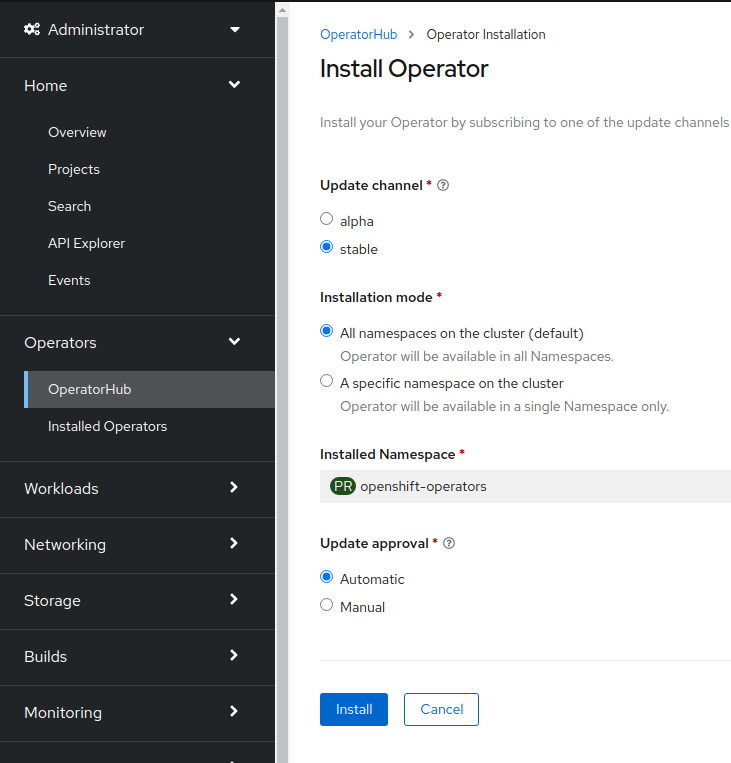 Administrator
Home
Overview
Projects
Search
API Explorer
Events
Operators
OperatorHub
Installed Operators
Workloads
Networking
Storage
Builds
Monitoring
OperatorHub > Operator Installation
Install Operator
Install your Operator by subscribing to one of the update channels
Update channel *
alpha
stable
Installation mode *
All namespaces on the cluster (default)
Operator will be available in all Namespaces.
A specific namespace on the cluster
Operator will be available in a single Namespace only.
Installed Namespace *
PR openshift-operators
Update approval *
Automatic
Manual
Install Cancel